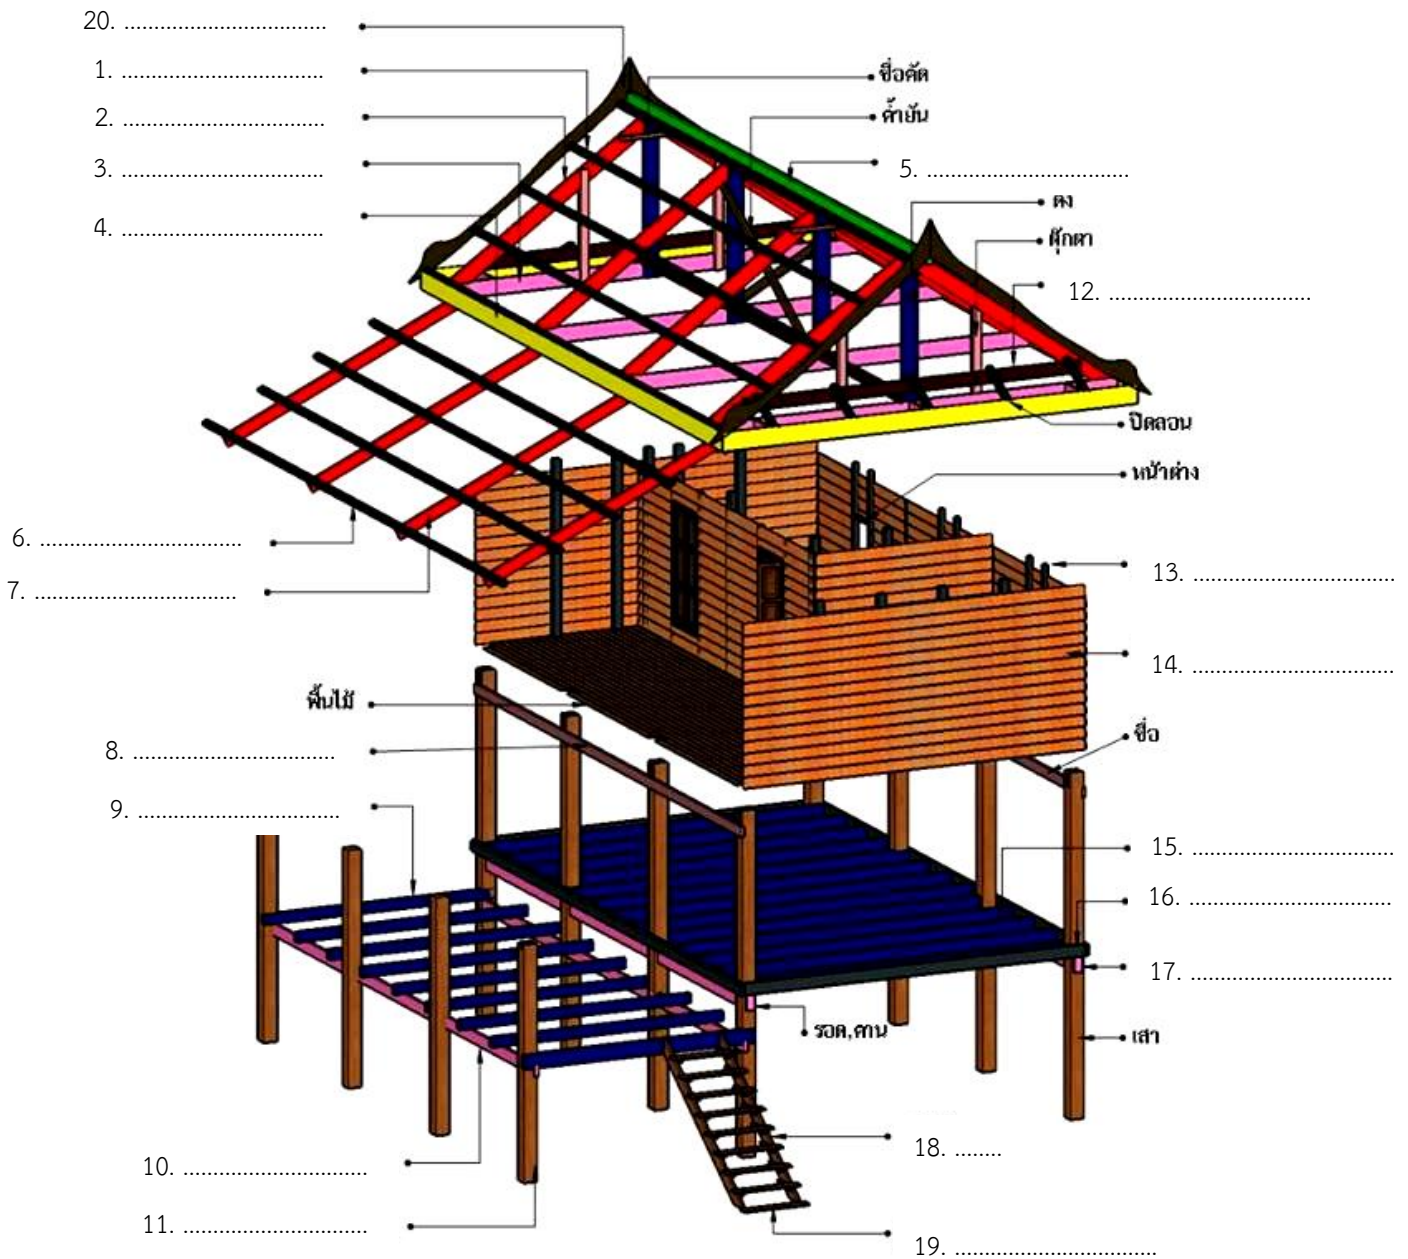 20. ..................................
1. ..................................
ขื่อคัด
2. ..................................
ค้ำยัน
3. ..................................
5. ..................................
ดง
4. ..................................
ตุ๊กตา
12. ..................................
ปีดลอน
หน้าต่าง
6. ..................................
13. ..................................
7. ..................................
14. ..................................
พื้นไม้
ขื่อ
8. ..................................
9. ..................................
15. ..................................
16. ..................................
17. ..................................
รอด,คาน
เสา
18. ........
10. ...............................
11. ...............................
19. ..................................